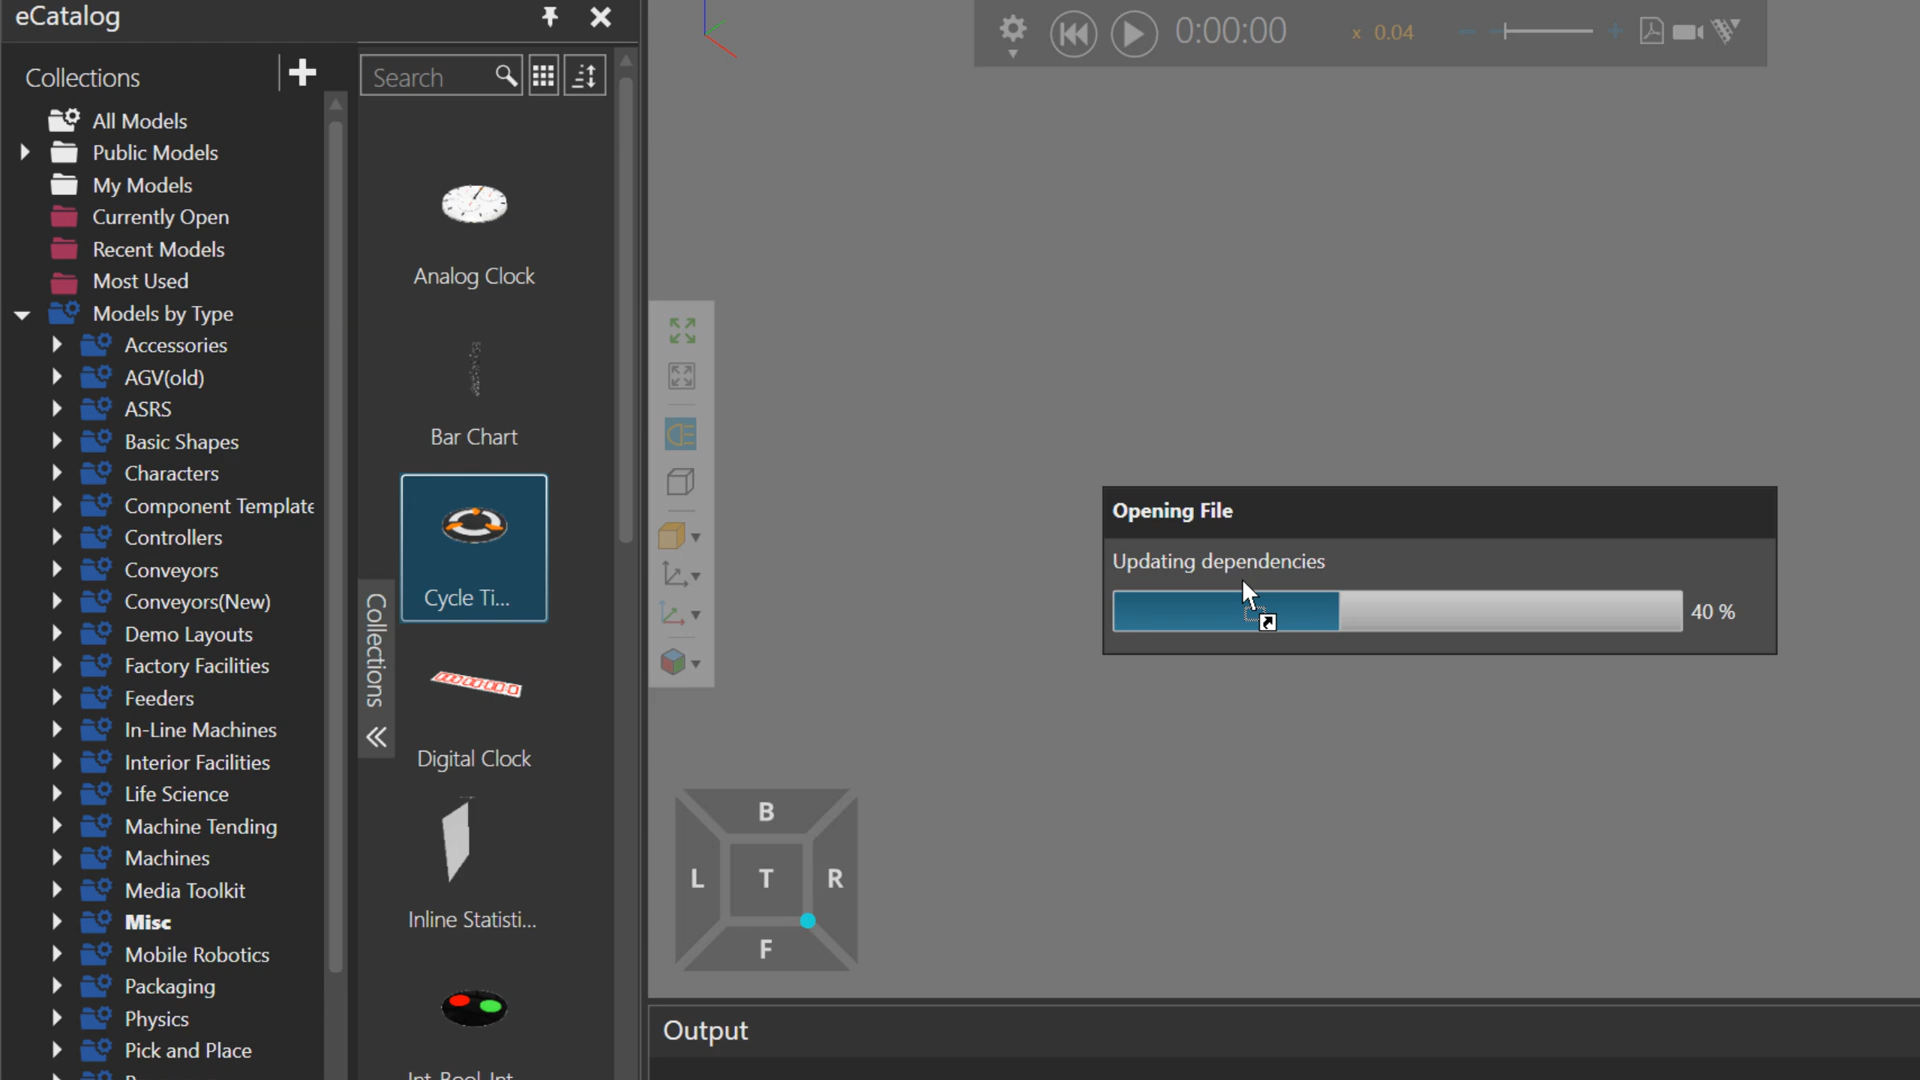 eCatalog
Collections
All Models
Public Models
My Models
Currently Open
Recent Models
Most Used
Models by Type
Accessories
AGV(old)
ASRS
Basic Shapes
Characters
Component Template
Controllers
Conveyors
Conveyors(New)
Demo Layouts
Factory Facilities
Feeders
In-Line Machines
Interior Facilities
Life Science
Machine Tending
Machines
Media Toolkit
Misc
Mobile Robotics
Packaging
Physics
Pick and Place
Search
Analog Clock
Bar Chart
Cycle Ti...
Digital Clock
Inline Statisti...
Collections
0:00:00
x 0.04
Opening File
Updating dependencies
40 %
B
L T R
F
Output